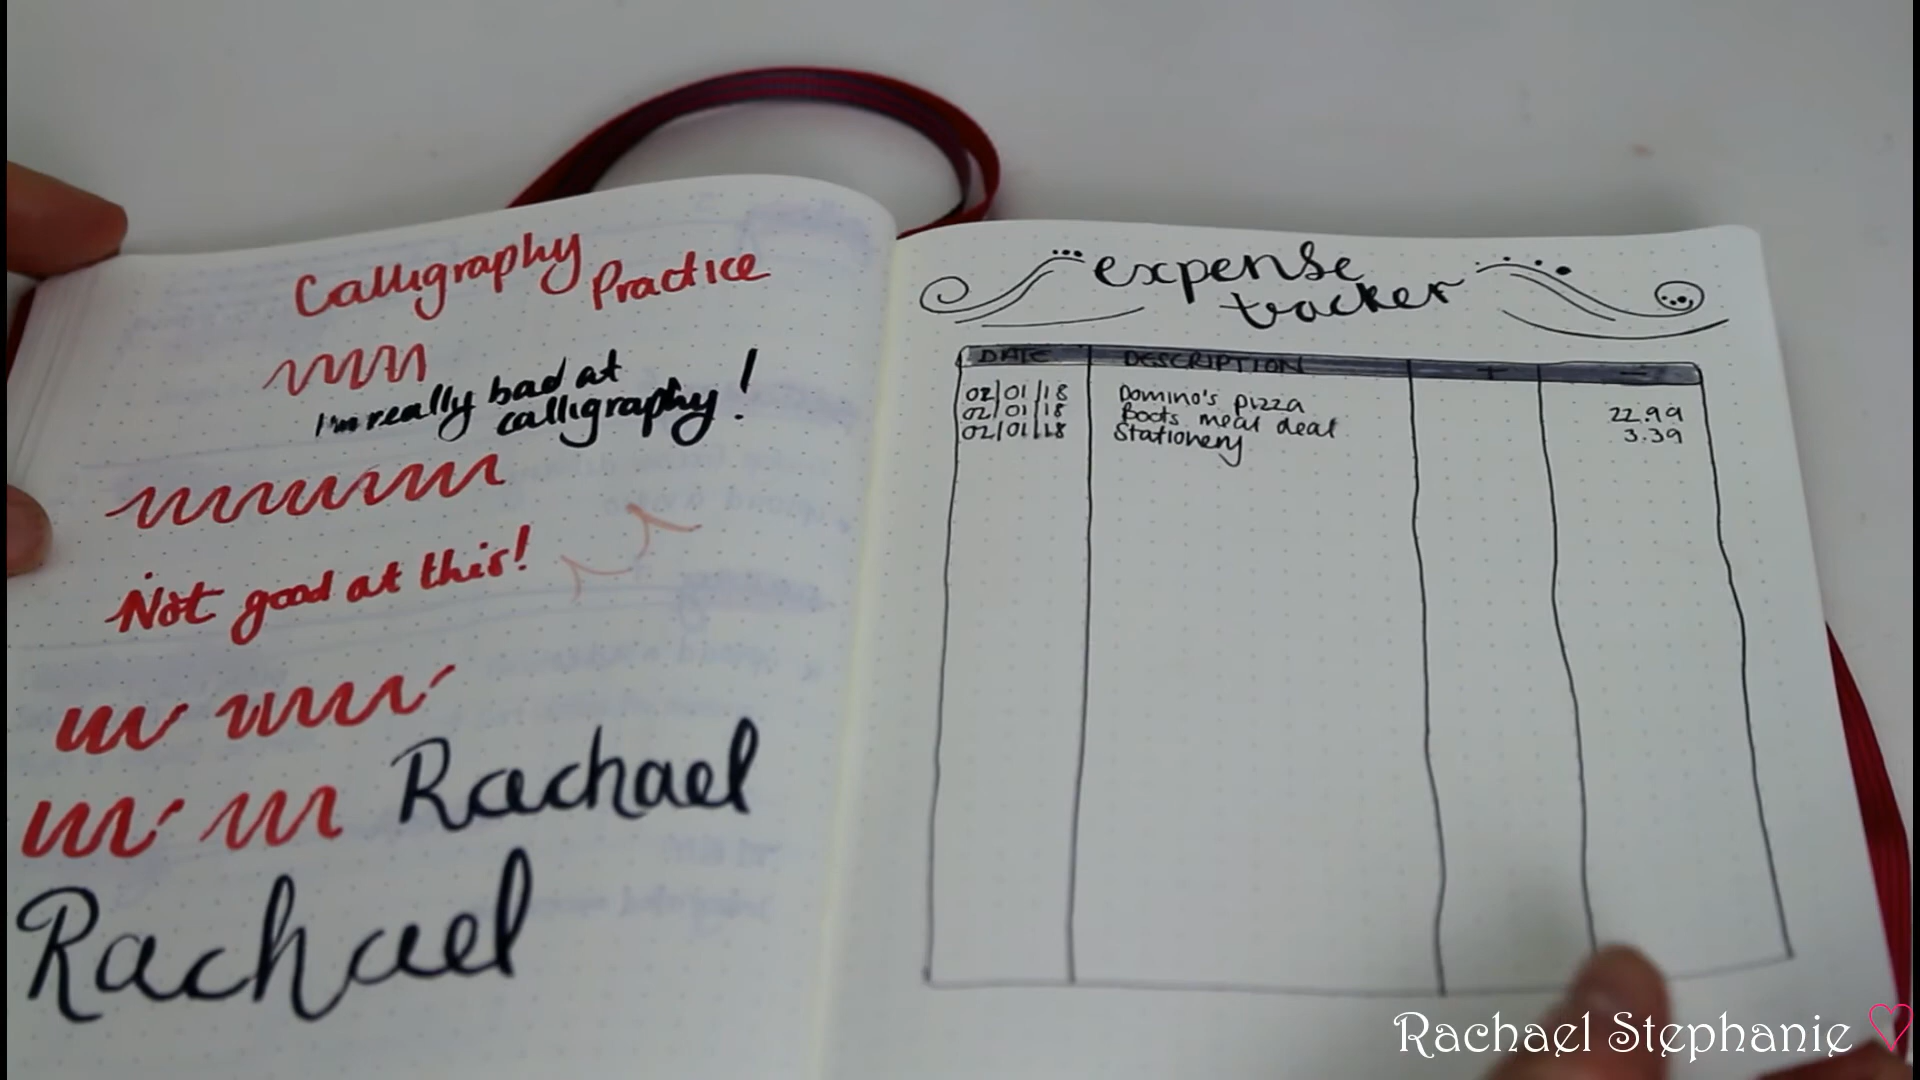 Calligraphy Practice
I'm really bad at
calligraphy!
Not good at this!
Rachael
Rachael
expense
tracker
DATE DESCRIPTION + -
02/01/18 Domino's pizza 22.99
02/01/18 Boots meal deal 3.39
02/01/18 Stationery
Rachael Stephanie